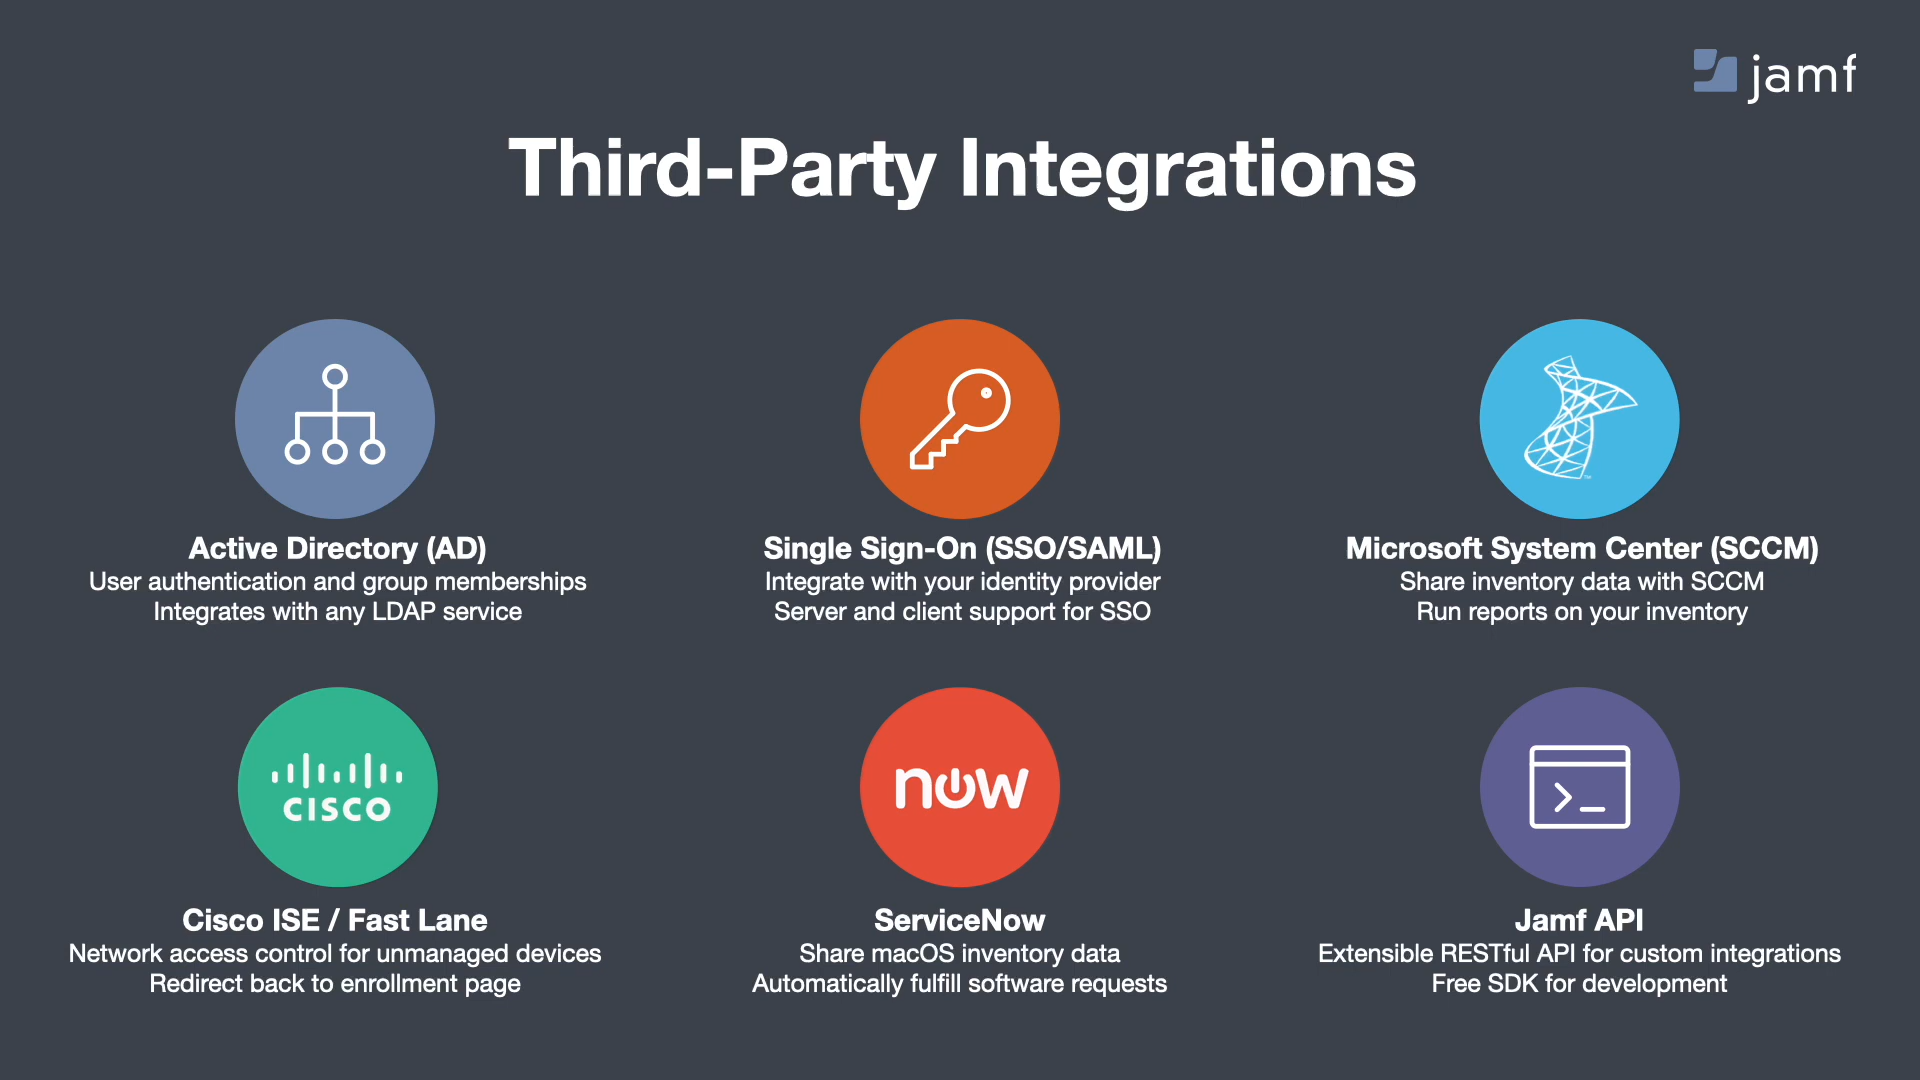 jamf
Third-Party Integrations
Active Directory (AD)
User authentication and group memberships
Integrates with any LDAP service
Single Sign-On (SSO/SAML)
Integrate with your identity provider
Server and client support for SSO
TM
Microsoft System Center (SCCM)
Share inventory data with SCCM
Run reports on your inventory
CISCO
Cisco ISE / Fast Lane
Network access control for unmanaged devices
Redirect back to enrollment page
now
ServiceNow
Share macOS inventory data
Automatically fulfill software requests
>_
Jamf API
Extensible RESTful API for custom integrations
Free SDK for development